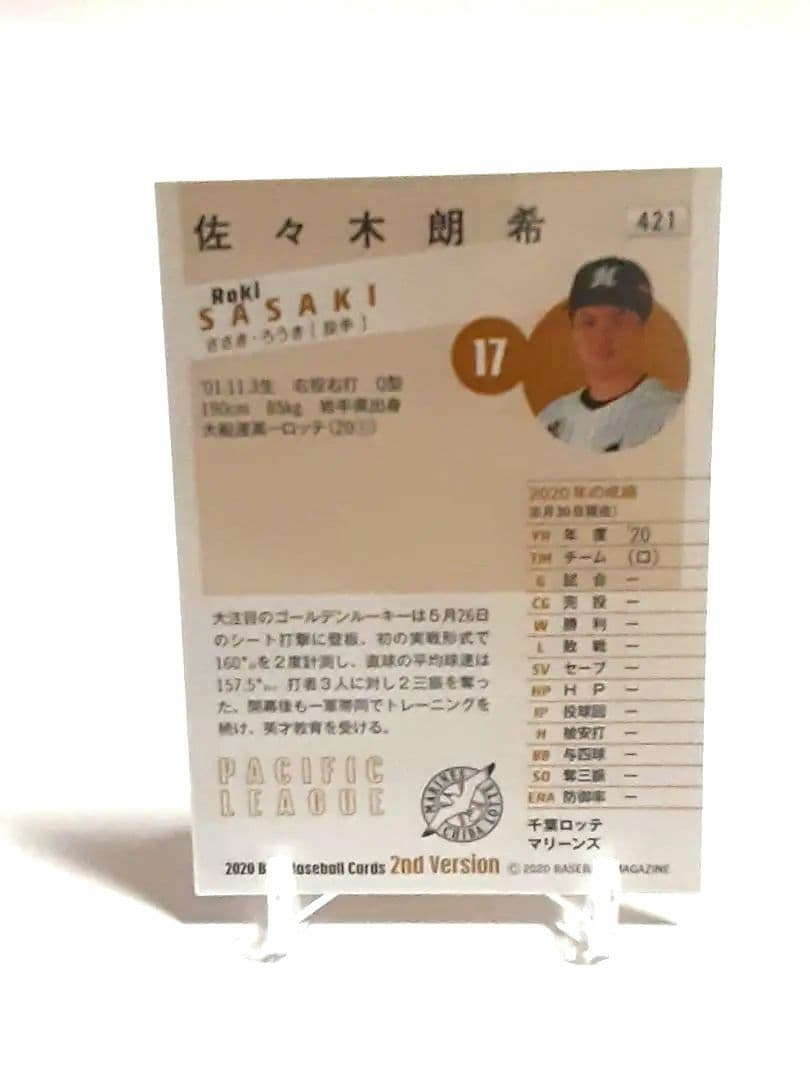 佐々木朗希
421
Roki
SASAKI
ささき・ろうき[投手]
17
'01.11.3生 右投右打 O型
190cm 85kg 岩手県出身
大船渡高ーロッテ('20①)
2020年の成績
YR 年度 '20
TM チーム (ロ)
G 試合 ー
CG 完投 ー
W 勝利 ー
L 敗戦 ー
SV セーブ ー
HP HP ー
IP 投球回 ー
H 被安打 ー
BB 与四球 ー
SO 奪三振 ー
ERA 防御率 ー
千葉ロッテ
マリーンズ
大注目のゴールデンルーキーは5月26日
のシート打撃に登板。初の実戦形式で
160㌔を2度計測し、直球の平均球速は
157.5㌔。打者3人に対し2三振を奪っ
た。開幕後も一軍帯同でトレーニングを
続け、英才教育を受ける。
PACIFIC
LEAGUE
MARINES
CHIBA LOTTE
2020 BBM Baseball Cards 2nd Version © 2020 BASEBALL MAGAZINE